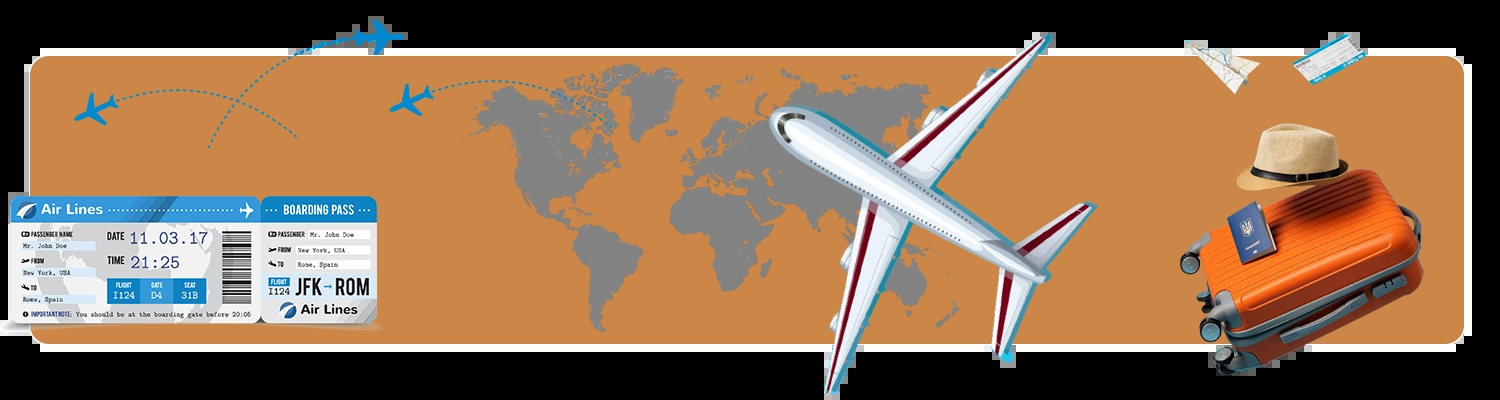 Air Lines
PASSENGER NAME
Mr. John Doe
FROM
New York, USA
TO
Rome, Spain
DATE 11.03.17
TIME 21:25
FLIGHT GATE SEAT
I124 D4 31B
IMPORTANT NOTE: You should be at the boarding gate before 20:05
BOARDING PASS
PASSENGER Mr. John Doe
FROM New York, USA
TO Rome, Spain
FLIGHT
I124
JFK→ROM
Air Lines